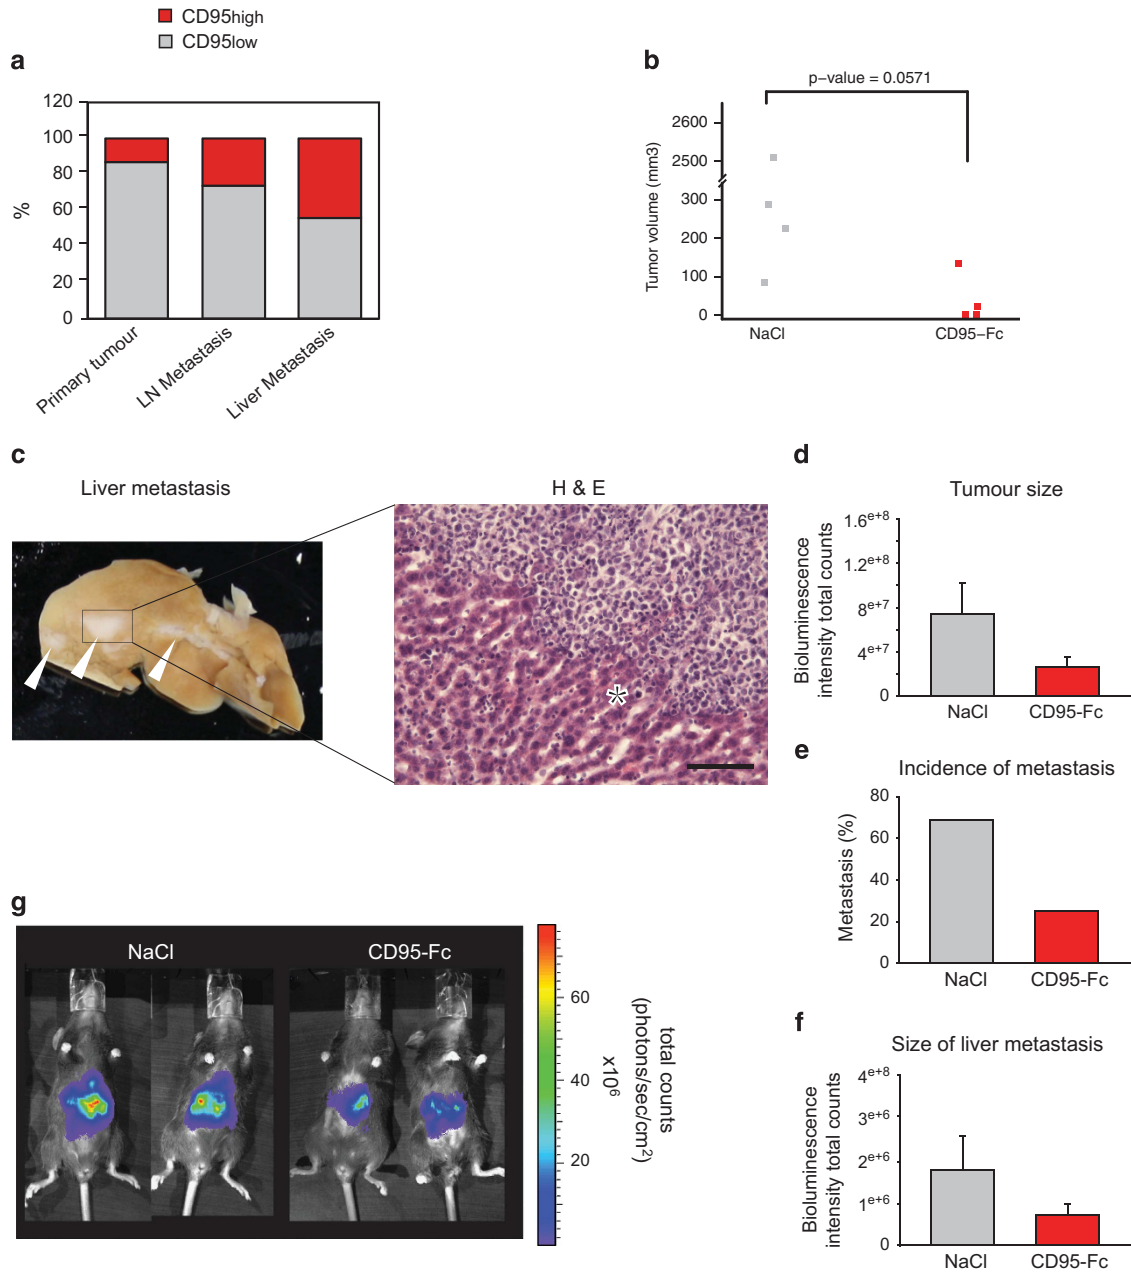 CD95high
CD95low
a
120
100
80
60
40
20
0
%
Primary tumour
LN Metastasis
Liver Metastasis
b
p-value = 0.0571
Tumor volume (mm3)
2600
2500
300
200
100
0
NaCl
CD95-Fc
c
Liver metastasis
H & E
*
d
Tumour size
Bioluminescence
intensity total counts
1.6e+8
1.2e+8
8e+7
4e+7
0
NaCl
CD95-Fc
e
Incidence of metastasis
Metastasis (%)
80
60
40
20
0
NaCl
CD95-Fc
f
Size of liver metastasis
Bioluminescence
intensity total counts
4e+8
3e+6
2e+6
1e+6
0
NaCl
CD95-Fc
g
NaCl
CD95-Fc
60
40
20
total counts
(photons/sec/cm2)
x106